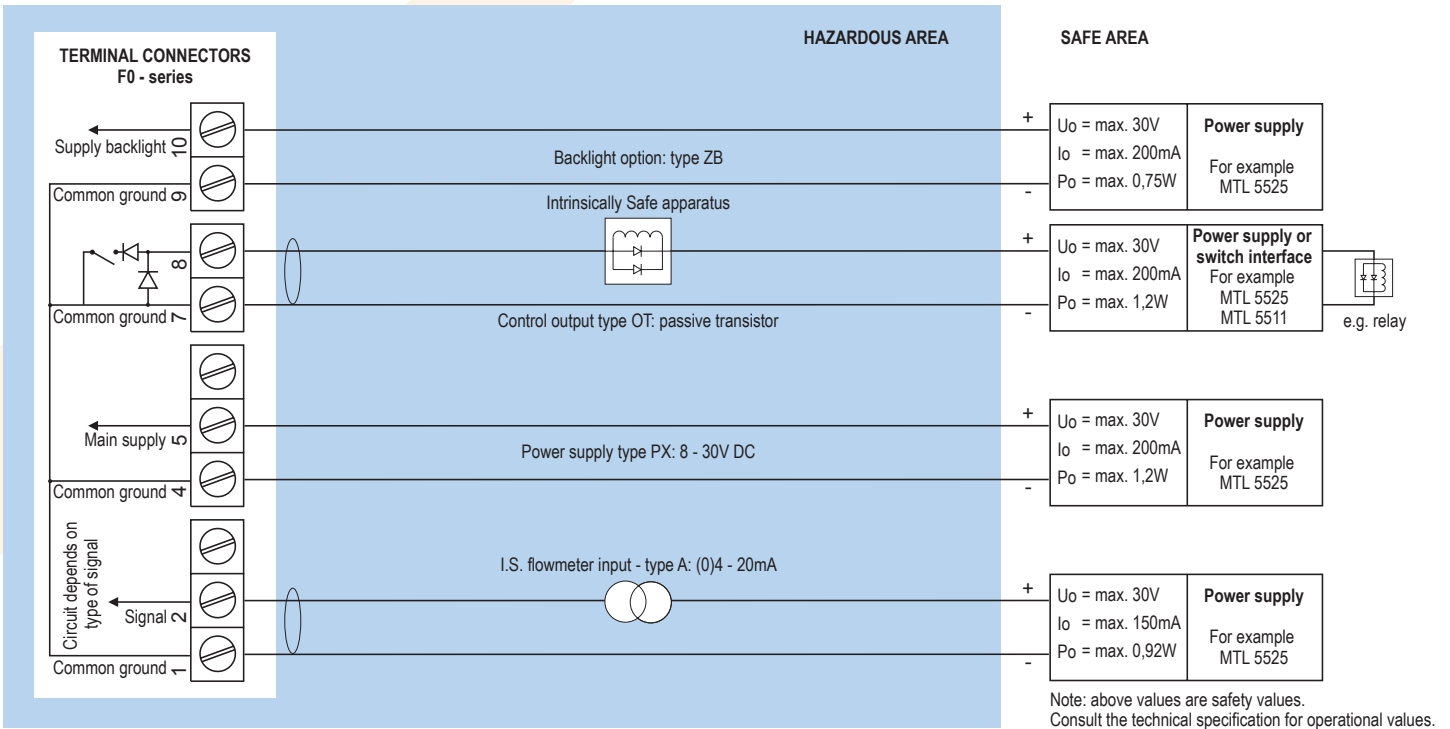 HAZARDOUS AREA
SAFE AREA
TERMINAL CONNECTORS
F0 - series
Supply backlight
10
Common ground
9
Backlight option: type ZB
+
-
Uo = max. 30V
Io = max. 200mA
Po = max. 0,75W
Power supply
For example
MTL 5525
Intrinsically Safe apparatus
8
Common ground
7
Control output type OT: passive transistor
+
-
Uo = max. 30V
Io = max. 200mA
Po = max. 1,2W
Power supply or
switch interface
For example
MTL 5525
MTL 5511
e.g. relay
Main supply
5
Common ground
4
Power supply type PX: 8 - 30V DC
+
-
Uo = max. 30V
Io = max. 200mA
Po = max. 1,2W
Power supply
For example
MTL 5525
Circuit depends on
type of signal
Signal
2
Common ground
1
I.S. flowmeter input - type A: (0)4 - 20mA
+
-
Uo = max. 30V
Io = max. 150mA
Po = max. 0,92W
Power supply
For example
MTL 5525
Note: above values are safety values.
Consult the technical specification for operational values.